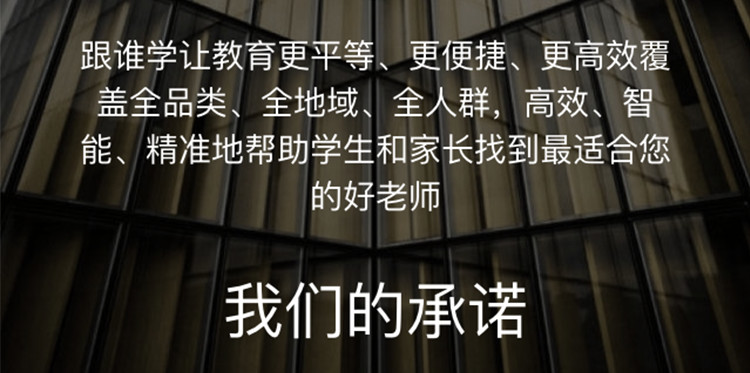 跟谁学让教育更平等、更便捷、更高效覆
盖全品类、全地域、全人群，高效、智
能、精准地帮助学生和家长找到最适合您
的好老师
我们的承诺